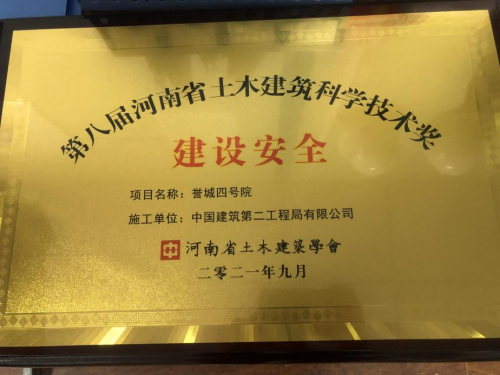 第八届河南省土木建筑科学技术奖
建设安全
项目名称：誉城四号院
施工单位：中国建筑第二工程局有限公司
河南省土木建築學會
二零二一年九月